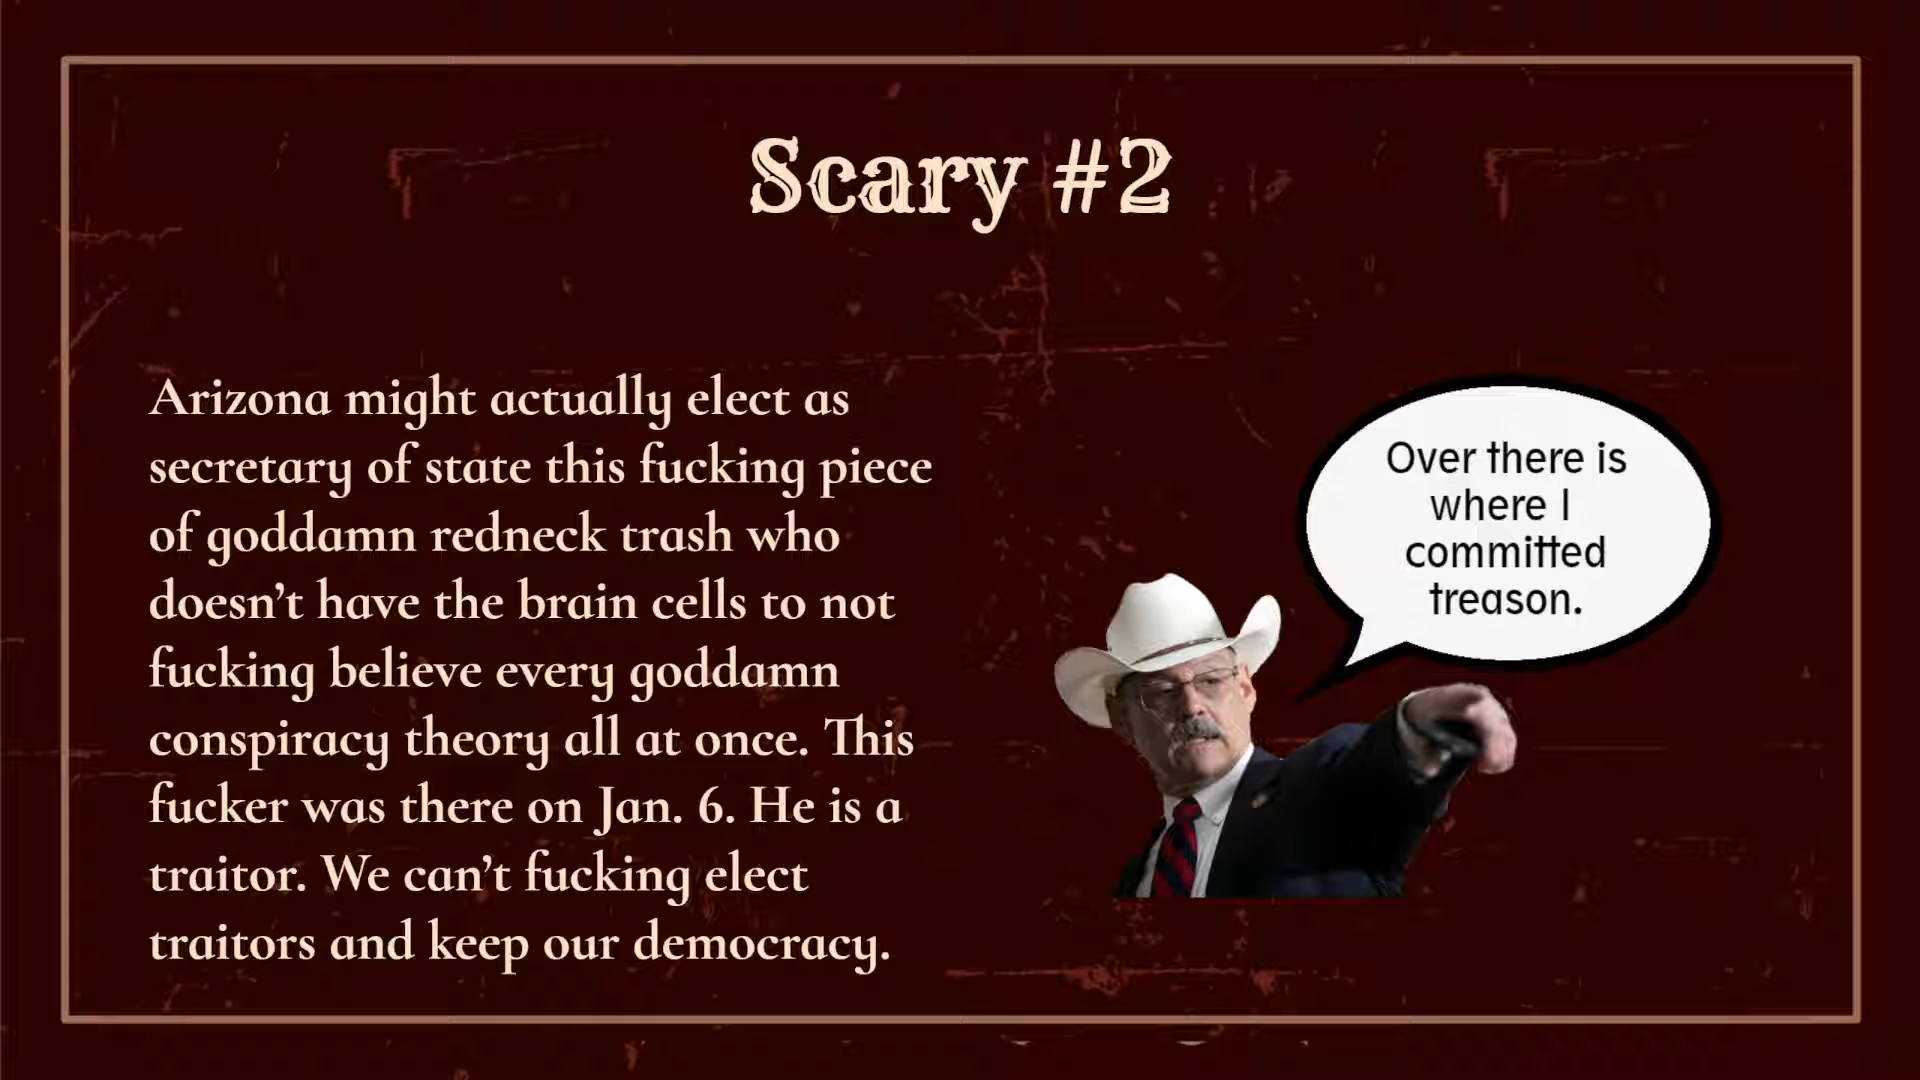 Scary #2
Arizona might actually elect as
secretary of state this fucking piece
of goddamn redneck trash who
doesn’t have the brain cells to not
fucking believe every goddamn
conspiracy theory all at once. This
fucker was there on Jan. 6. He is a
traitor. We can’t fucking elect
traitors and keep our democracy.
Over there is
where I
committed
treason.